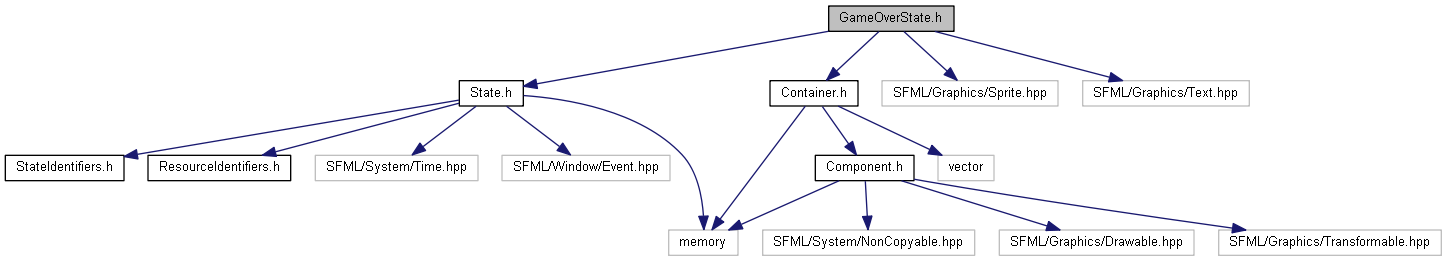 GameOverState.h
State.h
Container.h
SFML/Graphics/Sprite.hpp
SFML/Graphics/Text.hpp
StateIdentifiers.h
ResourceIdentifiers.h
SFML/System/Time.hpp
SFML/Window/Event.hpp
Component.h
vector
memory
SFML/System/NonCopyable.hpp
SFML/Graphics/Drawable.hpp
SFML/Graphics/Transformable.hpp